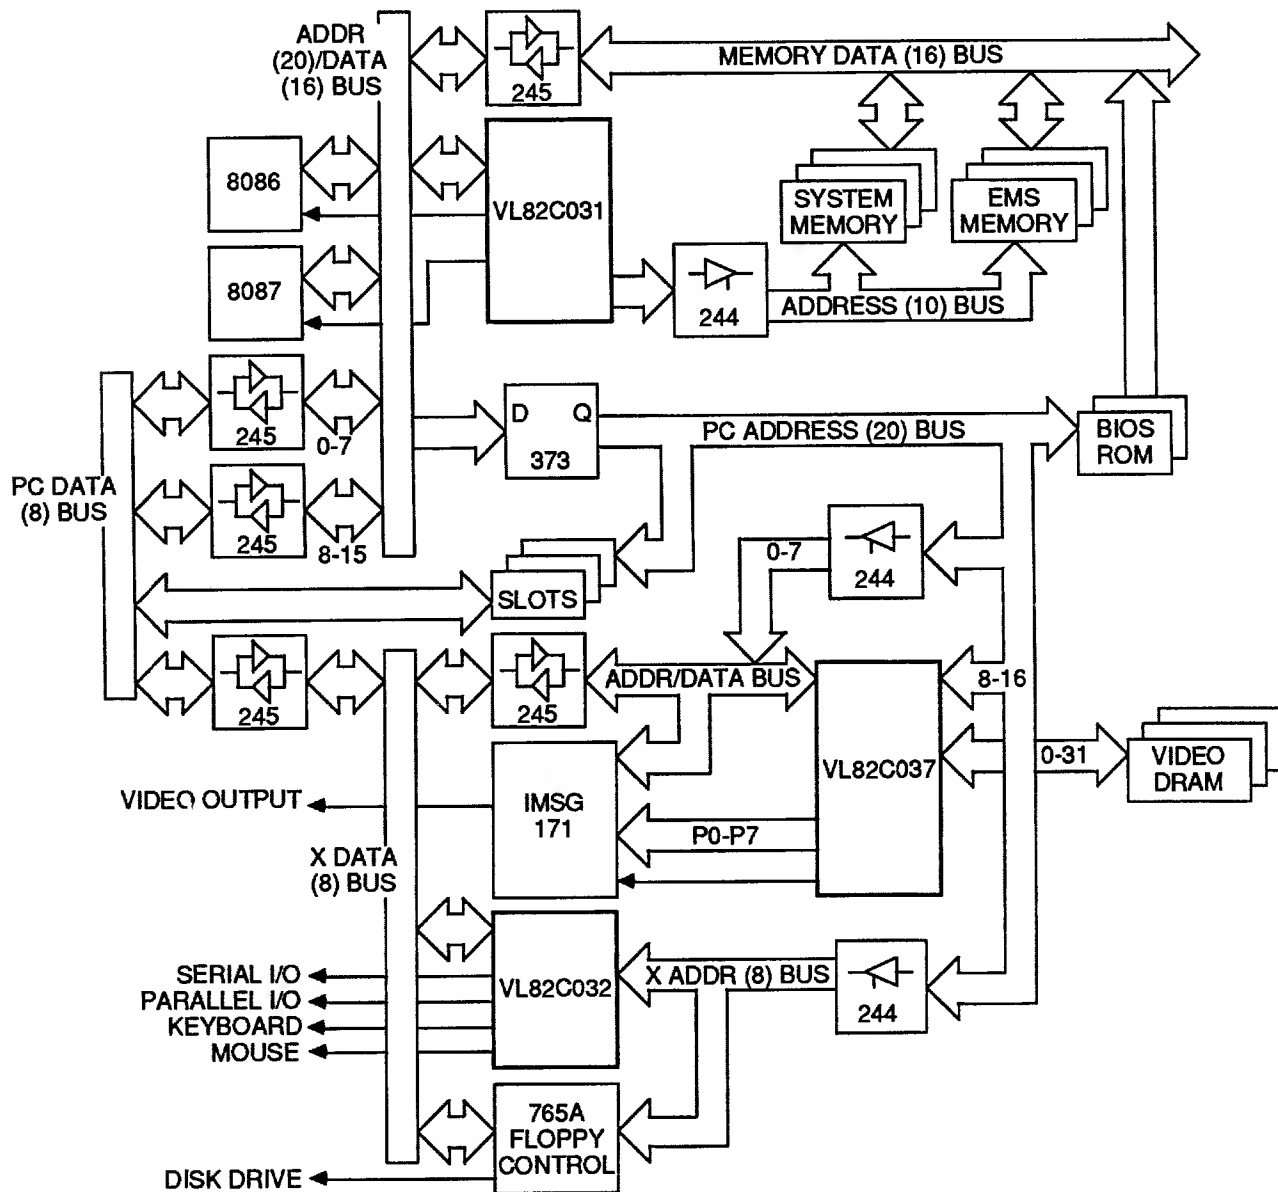 ADDR
(20)/DATA
(16) BUS
245
MEMORY DATA (16) BUS
8086
VL82C031
SYSTEM
MEMORY
EMS
MEMORY
8087
244
ADDRESS (10) BUS
245
0-7
D Q
373
PC ADDRESS (20) BUS
BIOS
ROM
PC DATA
(8) BUS
245
8-15
0-7
244
SLOTS
245
245
ADDR/DATA BUS
8-16
VL82C037
0-31
VIDEO
DRAM
VIDEO OUTPUT
IMSG
171
P0-P7
X DATA
(8) BUS
SERIAL I/O
PARALLEL I/O
KEYBOARD
MOUSE
VL82C032
X ADDR (8) BUS
244
765A
FLOPPY
CONTROL
DISK DRIVE